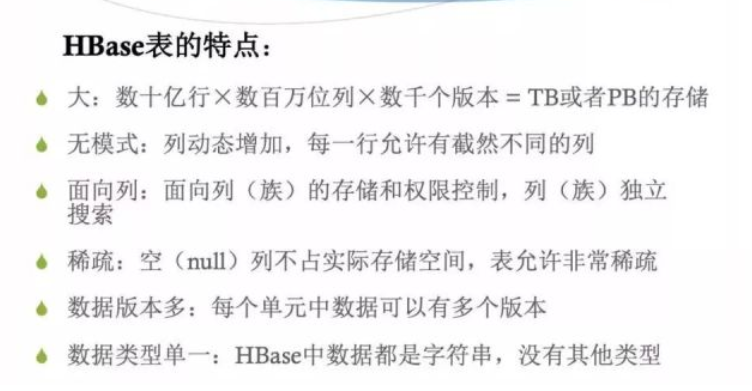 HBase表的特点：
大：数十亿行×数百万位列×数千个版本 = TB或者PB的存储
无模式：列动态增加，每一行允许有截然不同的列
面向列：面向列（族）的存储和权限控制，列（族）独立
搜索
稀疏：空（null）列不占实际存储空间，表允许非常稀疏
数据版本多：每个单元中数据可以有多个版本
数据类型单一：HBase中数据都是字符串，没有其他类型